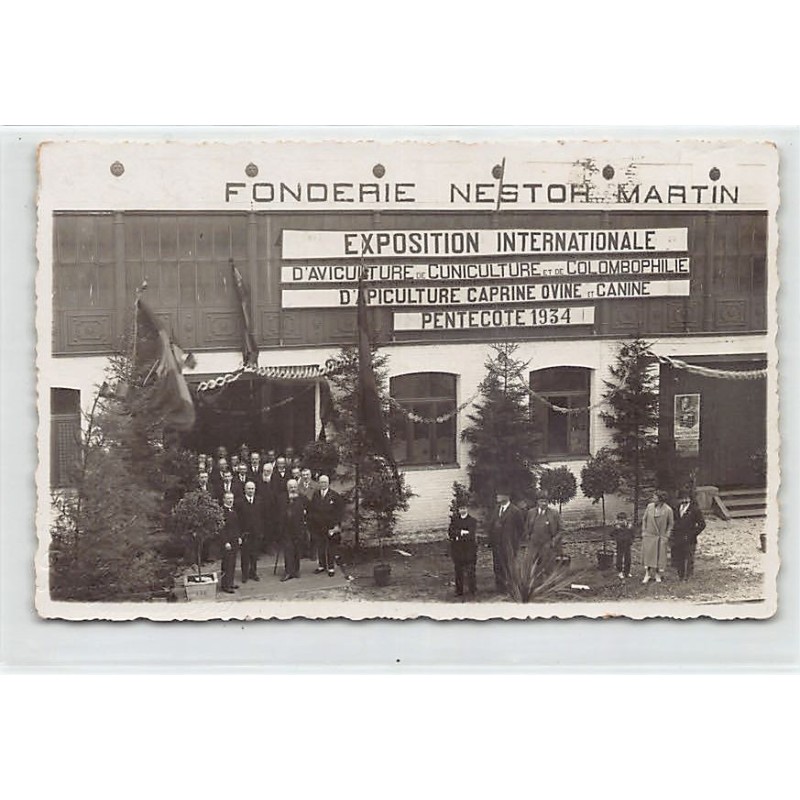 FONDERIE NESTOR MARTIN
EXPOSITION INTERNATIONALE
D'AVICULTURE DE CUNICULTURE ET DE COLOMBOPHILIE
D'APICULTURE CAPRINE OVINE ET CANINE
PENTECOTE 1934